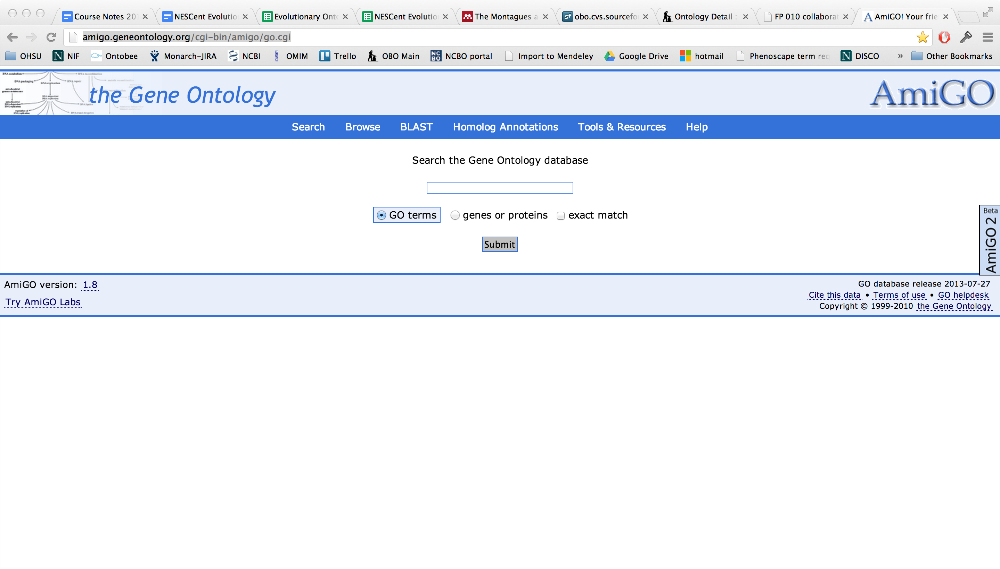 Course Notes 20
NESCent Evolutio
Evolutionary Onto
NESCent Evolutio
The Montagues a
obo.cvs.sourcefo
Ontology Detail :
FP 010 collaborat
AmiGO! Your frie
amigo.geneontology.org/cgi-bin/amigo/go.cgi
OHSU
NIF
Ontobee
Monarch-JIRA
NCBI
OMIM
Trello
OBO Main
NCBO portal
Import to Mendeley
Google Drive
hotmail
Phenoscape term req
DISCO
»
Other Bookmarks
the Gene Ontology
AmiGO
Search Browse BLAST Homolog Annotations Tools & Resources Help
Search the Gene Ontology database
GO terms genes or proteins exact match
Submit
Beta
AmiGO 2
AmiGO version: 1.8
Try AmiGO Labs
GO database release 2013-07-27
Cite this data • Terms of use • GO helpdesk
Copyright © 1999-2010 the Gene Ontology